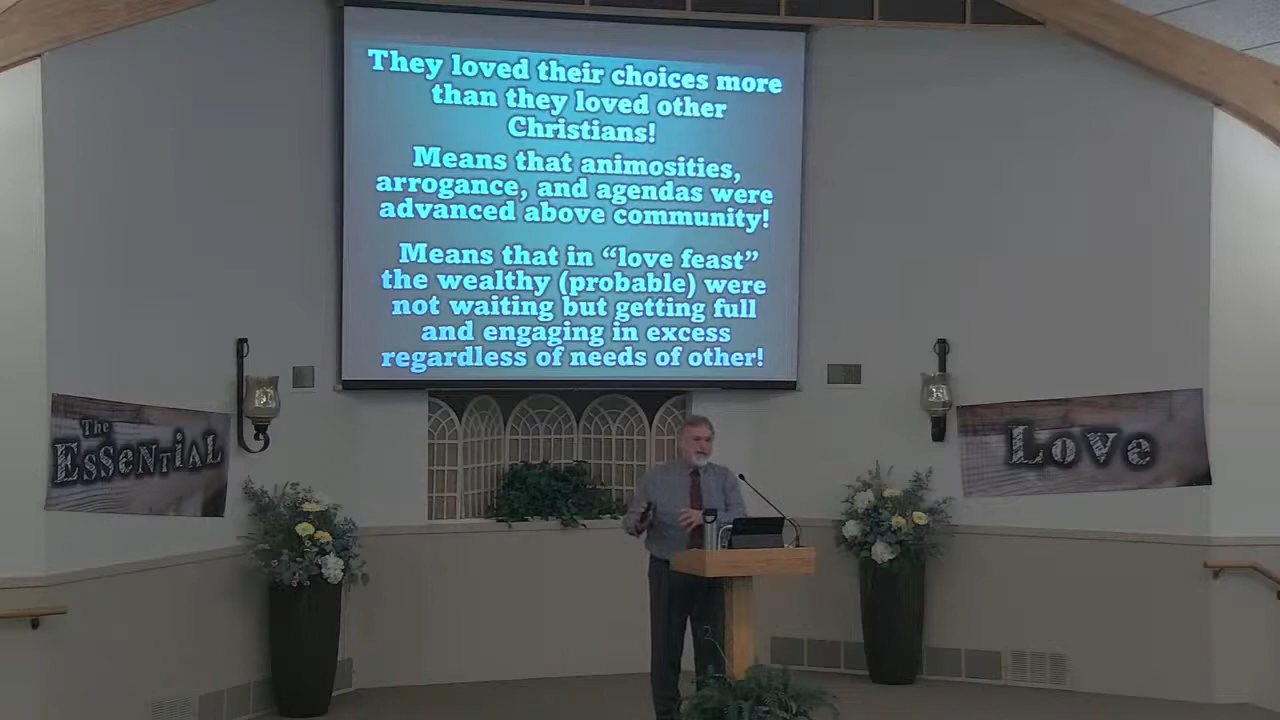 They loved their choices more
than they loved other
Christians!
Means that animosities,
arrogance, and agendas were
advanced above community!
Means that in “love feast”
the wealthy (probable) were
not waiting but getting full
and engaging in excess
regardless of needs of other!
The
ESSENTiAL
LOVe